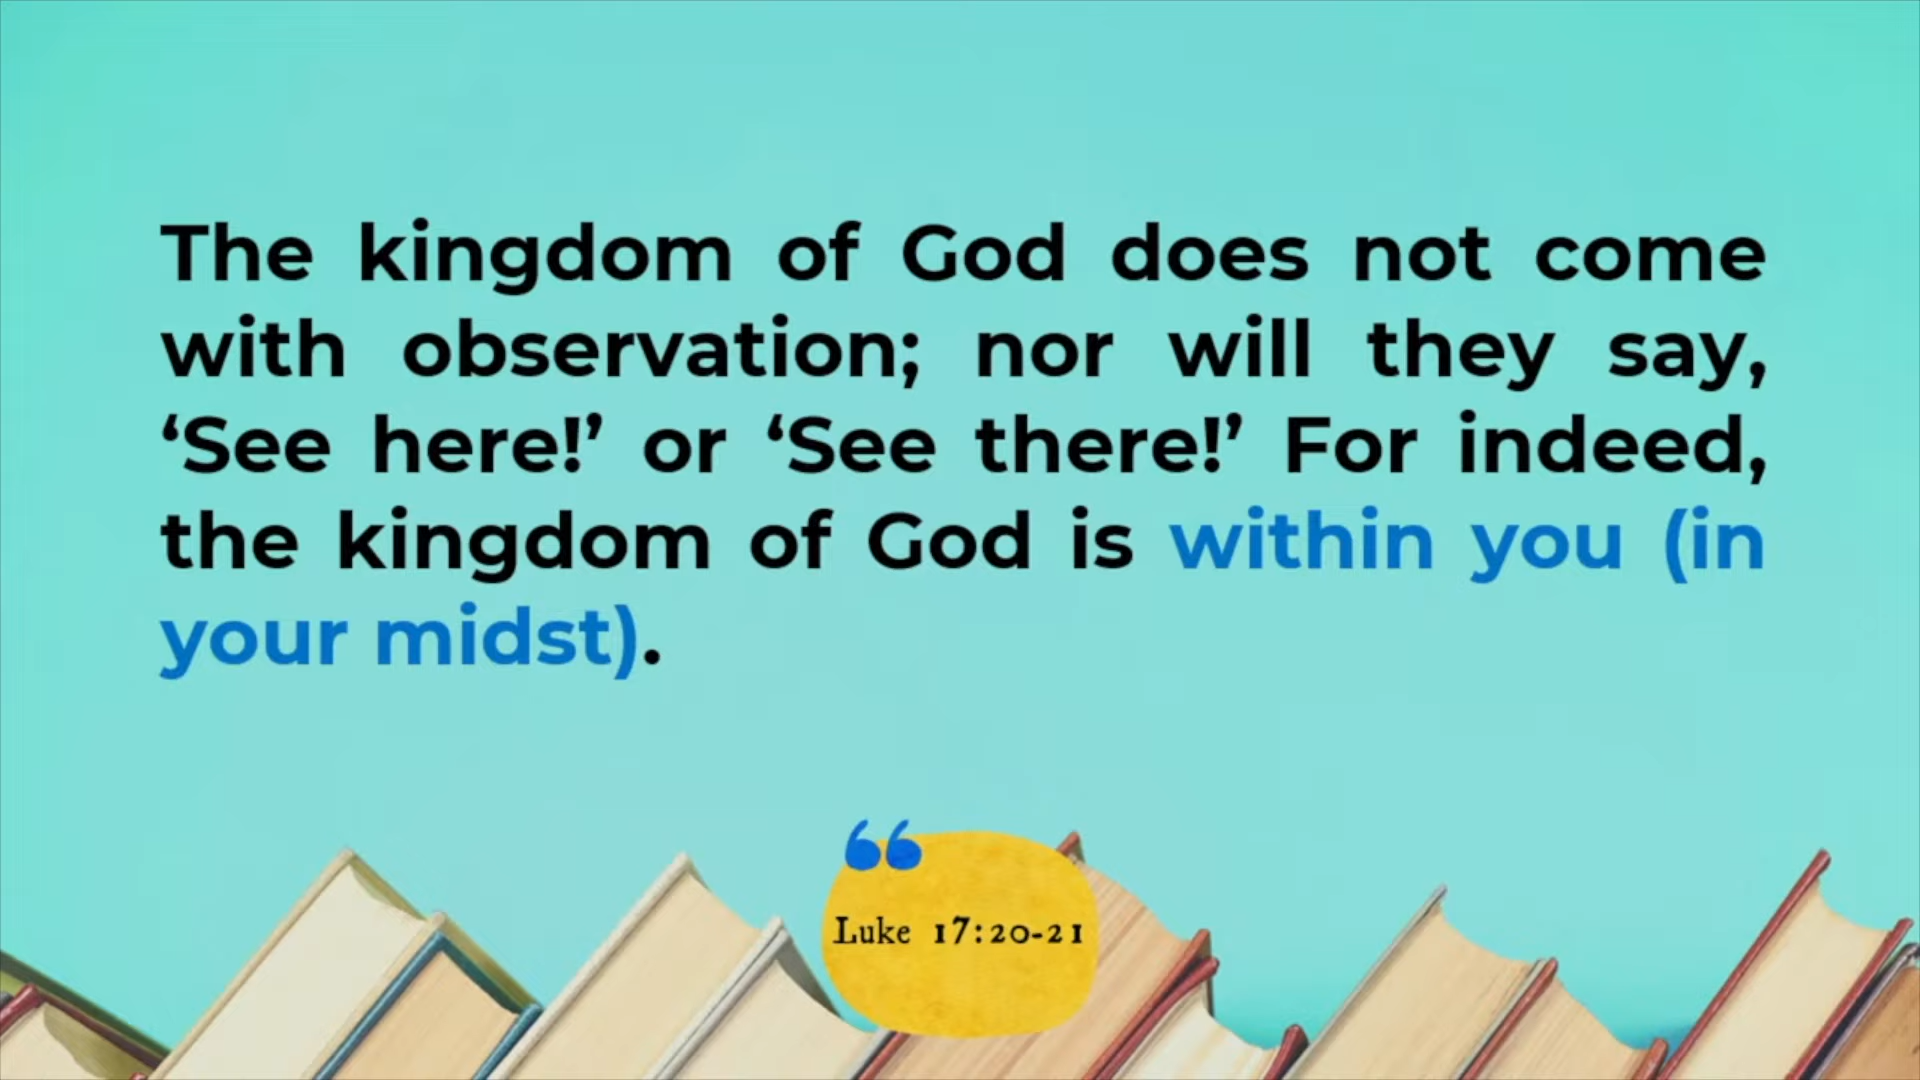 The kingdom of God does not come
with observation; nor will they say,
‘See here!’ or ‘See there!’ For indeed,
the kingdom of God is within you (in
your midst).
“
Luke 17:20-21